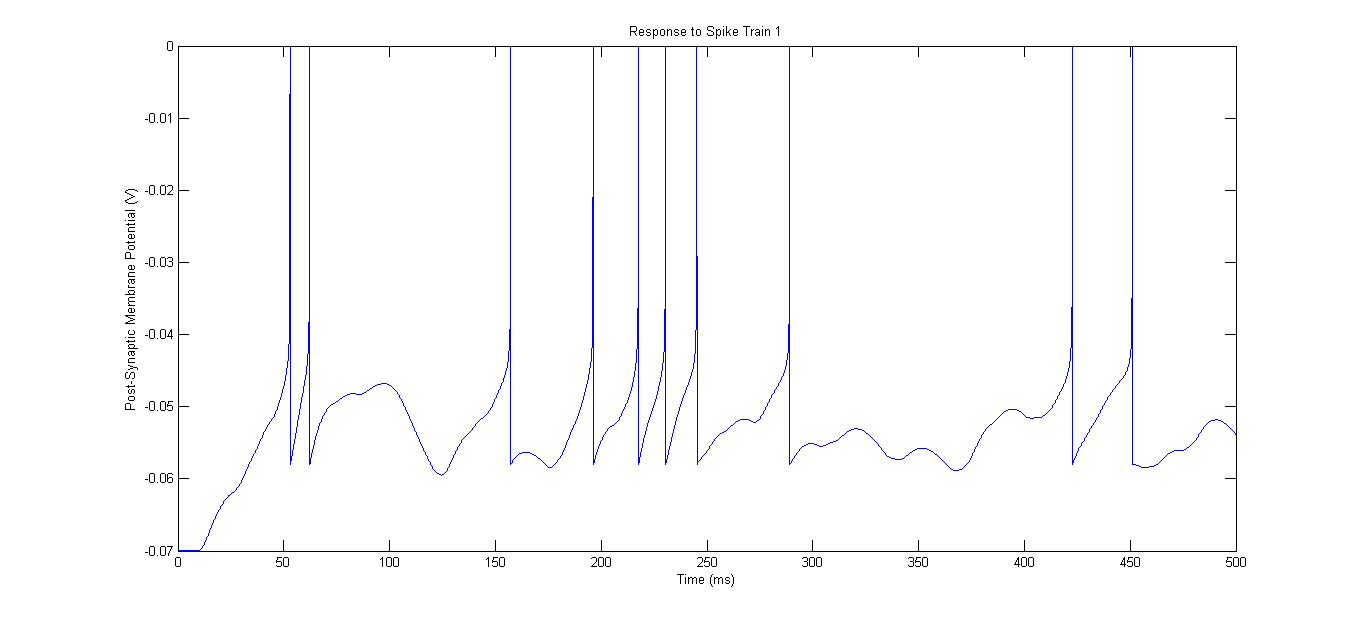 Response to Spike Train 1
Post-Synaptic Membrane Potential (V)
0
-0.01
-0.02
-0.03
-0.04
-0.05
-0.06
-0.07
0 50 100 150 200 250 300 350 400 450 500
Time (ms)